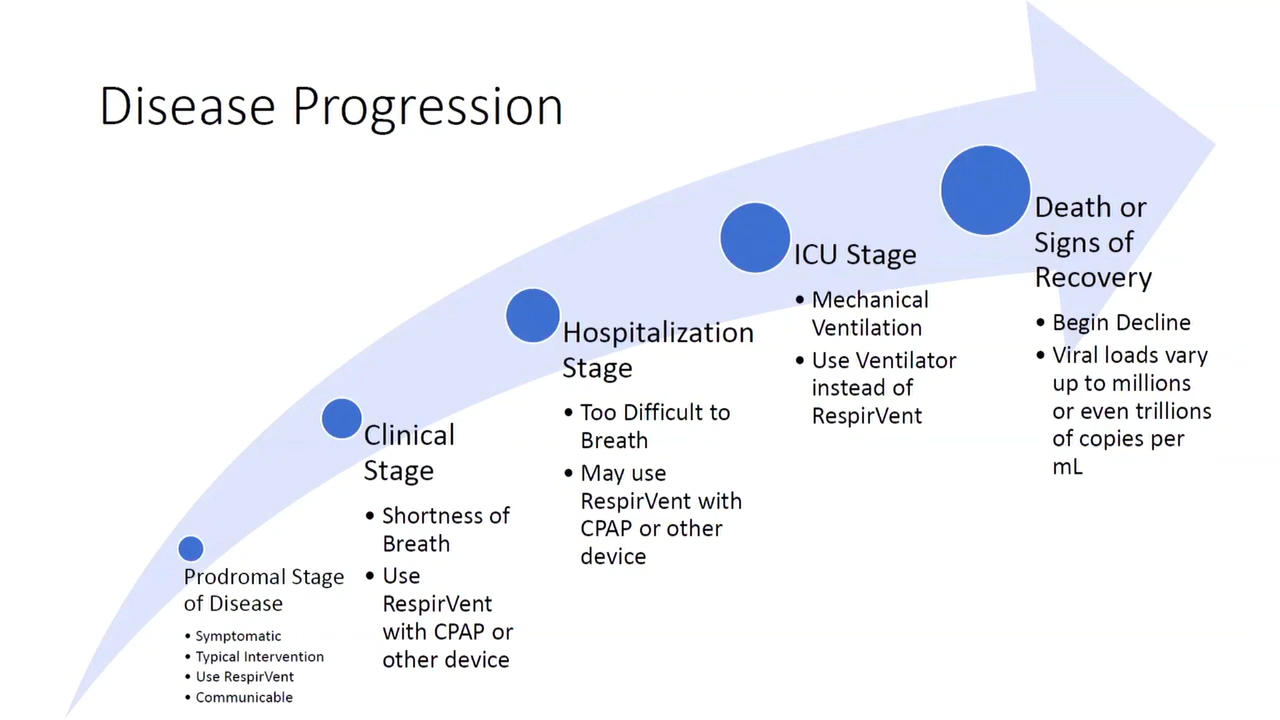 Disease Progression
Prodromal Stage
of Disease
• Symptomatic
• Typical Intervention
• Use RespirVent
• Communicable
Clinical
Stage
• Shortness of
Breath
• Use
RespirVent
with CPAP or
other device
Hospitalization
Stage
• Too Difficult to
Breath
• May use
RespirVent with
CPAP or other
device
ICU Stage
• Mechanical
Ventilation
• Use Ventilator
instead of
RespirVent
Death or
Signs of
Recovery
• Begin Decline
• Viral loads vary
up to millions
or even trillions
of copies per
mL